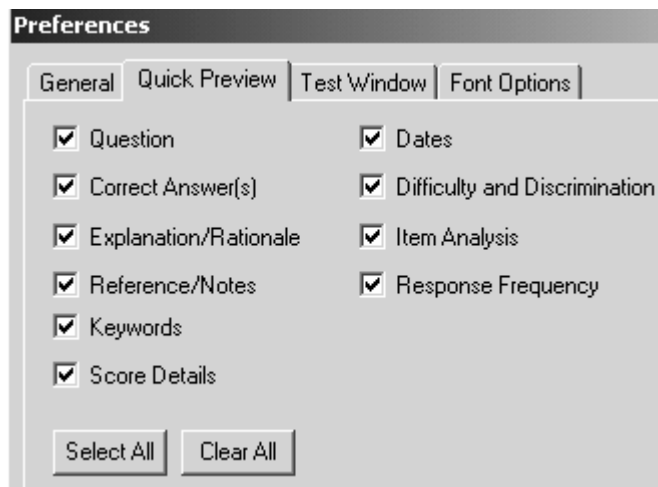 Preferences
General Quick Preview Test Window Font Options
Question Dates
Correct Answer(s) Difficulty and Discrimination
Explanation/Rationale Item Analysis
Reference/Notes Response Frequency
Keywords
Score Details
Select All Clear All